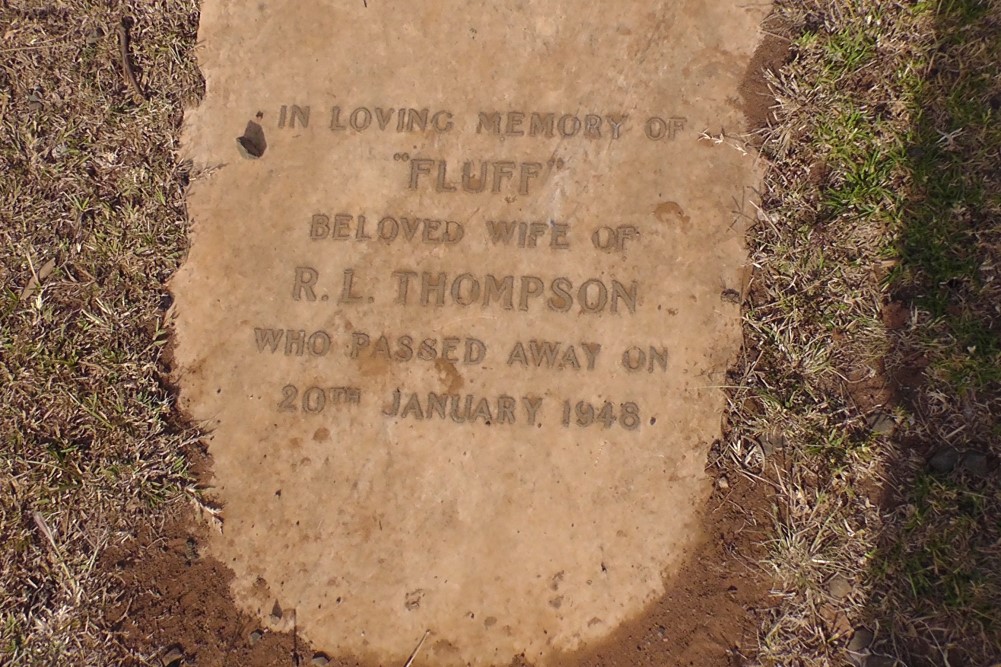 IN LOVING MEMORY OF
"FLUFF"
BELOVED WIFE OF
R. L. THOMPSON
WHO PASSED AWAY ON
20TH JANUARY 1948.